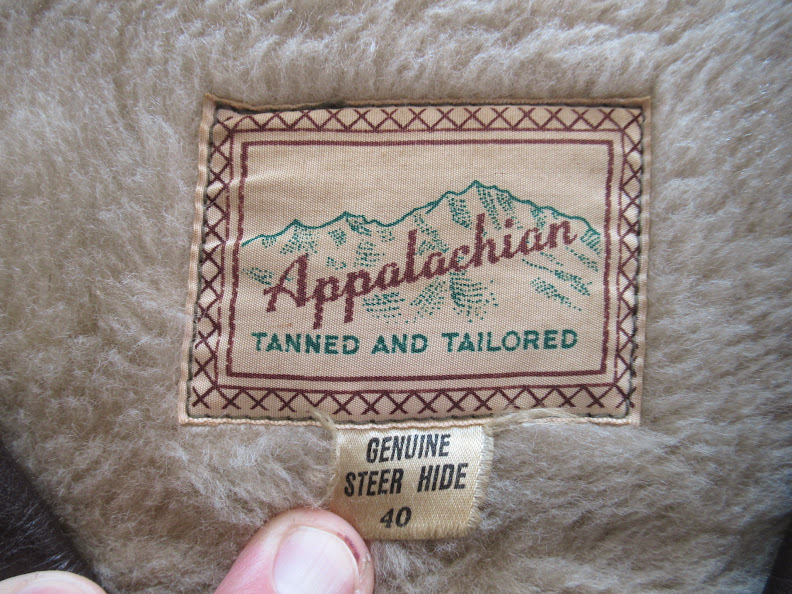 Appalachian
TANNED AND TAILORED
GENUINE
STEER HIDE
40